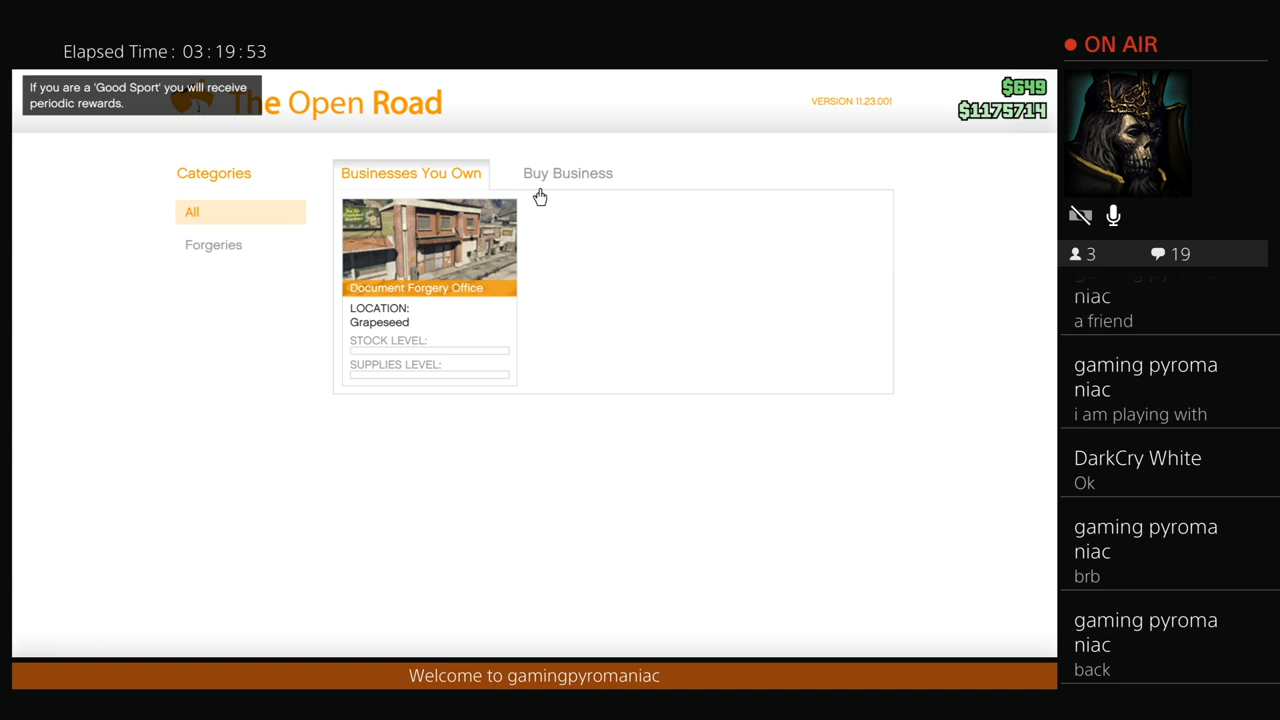 Elapsed Time: 03:19:53
ON AIR
If you are a 'Good Sport' you will receive
periodic rewards.
The Open Road
VERSION 11.23.001
$649
$1175714
Categories
All
Forgeries
Businesses You Own
Buy Business
Document Forgery Office
LOCATION:
Grapeseed
STOCK LEVEL:
SUPPLIES LEVEL:
3
19
niac
a friend
gaming pyroma
niac
i am playing with
DarkCry White
Ok
gaming pyroma
niac
brb
gaming pyroma
niac
back
Welcome to gamingpyromaniac